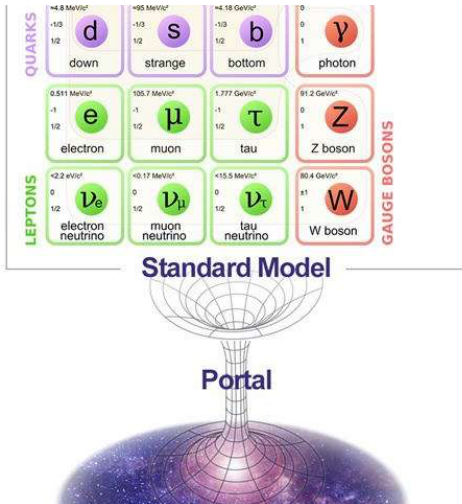 ≈4.8 MeV/c² ≈95 MeV/c² ≈4.18 GeV/c² 0
-1/3 -1/3 -1/3 0
1/2 1/2 1/2 1
d s b γ
down strange bottom photon
QUARKS
0.511 MeV/c² 105.7 MeV/c² 1.777 GeV/c² 91.2 GeV/c²
-1 -1 -1 0
1/2 1/2 1/2 1
e μ τ Z
electron muon tau Z boson
<2.2 eV/c² <0.17 MeV/c² <15.5 MeV/c² 80.4 GeV/c²
0 0 0 ±1
1/2 1/2 1/2 1
νe νμ ντ W
electron muon tau W boson
neutrino neutrino neutrino
LEPTONS
GAUGE BOSONS
Standard Model
Portal